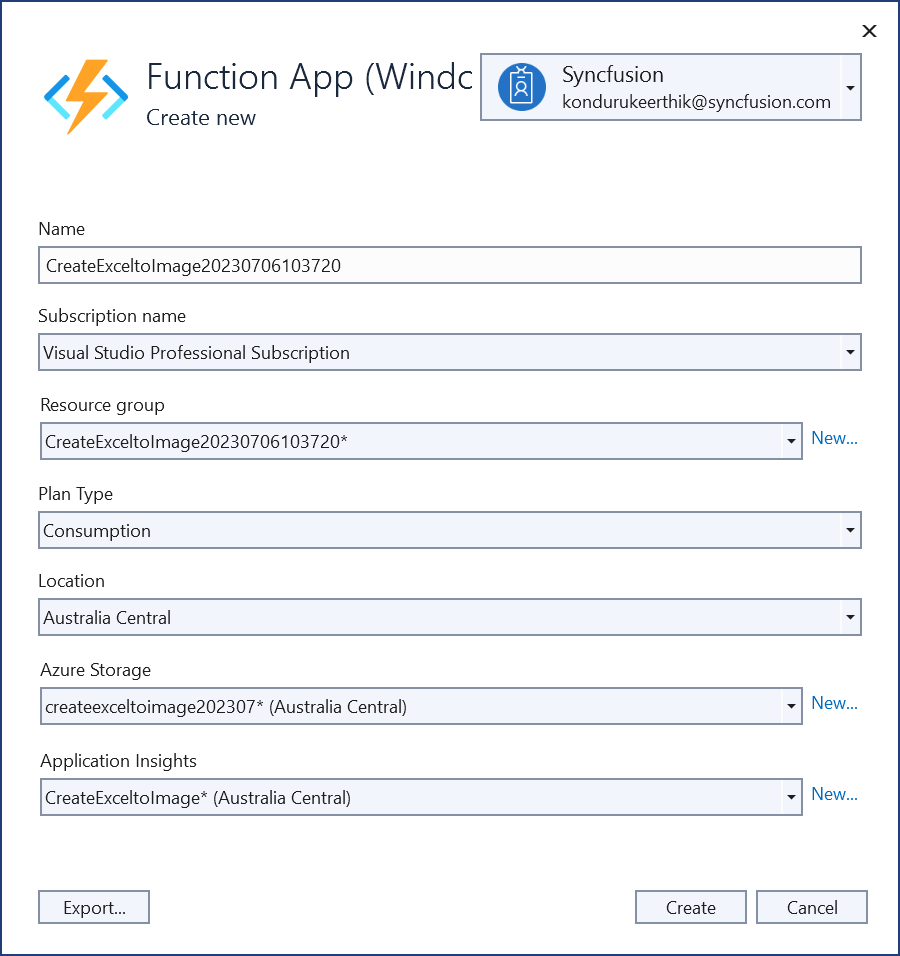 Function App (Windc
Create new
Syncfusion
kondurukeerthik@syncfusion.com
Name
CreateExceltoImage20230706103720
Subscription name
Visual Studio Professional Subscription
Resource group
CreateExceltoImage20230706103720*
New...
Plan Type
Consumption
Location
Australia Central
Azure Storage
createexceltoimage202307* (Australia Central)
New...
Application Insights
CreateExceltoImage* (Australia Central)
New...
Export...
Create
Cancel